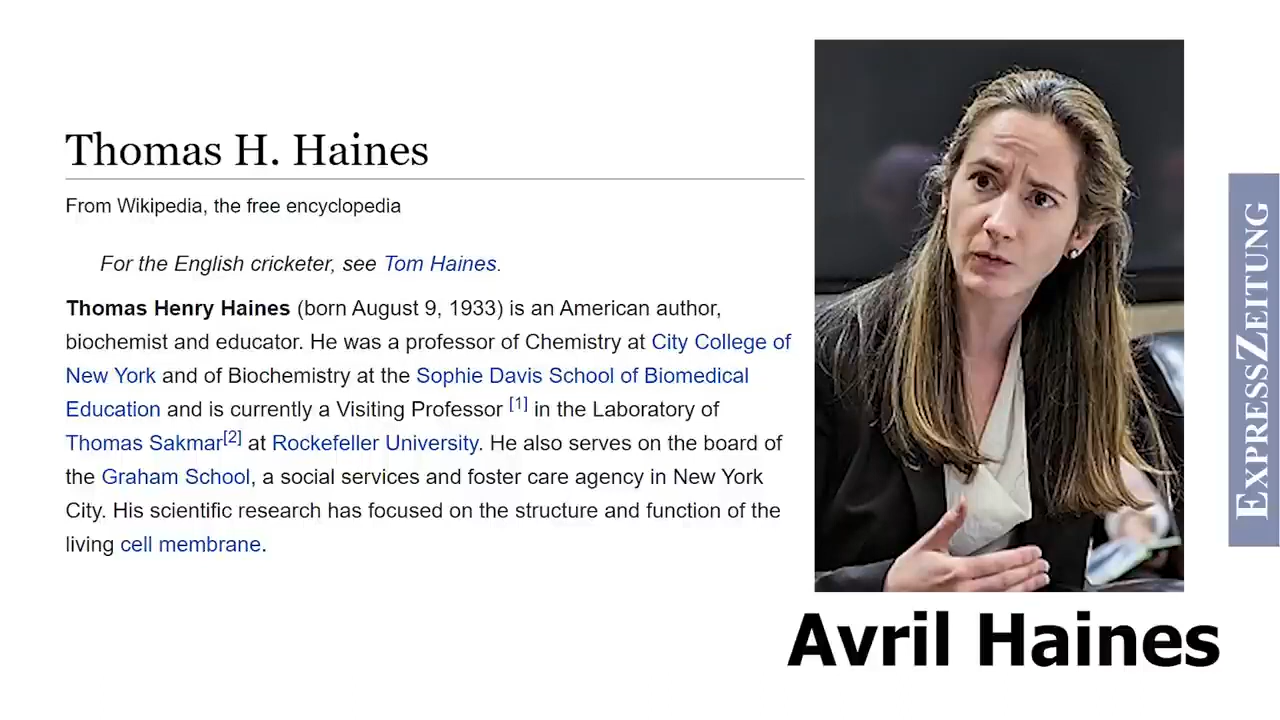 Thomas H. Haines
From Wikipedia, the free encyclopedia
For the English cricketer, see Tom Haines.
Thomas Henry Haines (born August 9, 1933) is an American author,
biochemist and educator. He was a professor of Chemistry at City College of
New York and of Biochemistry at the Sophie Davis School of Biomedical
Education and is currently a Visiting Professor [1] in the Laboratory of
Thomas Sakmar[2] at Rockefeller University. He also serves on the board of
the Graham School, a social services and foster care agency in New York
City. His scientific research has focused on the structure and function of the
living cell membrane.
Avril Haines
EXPRESSZEITUNG